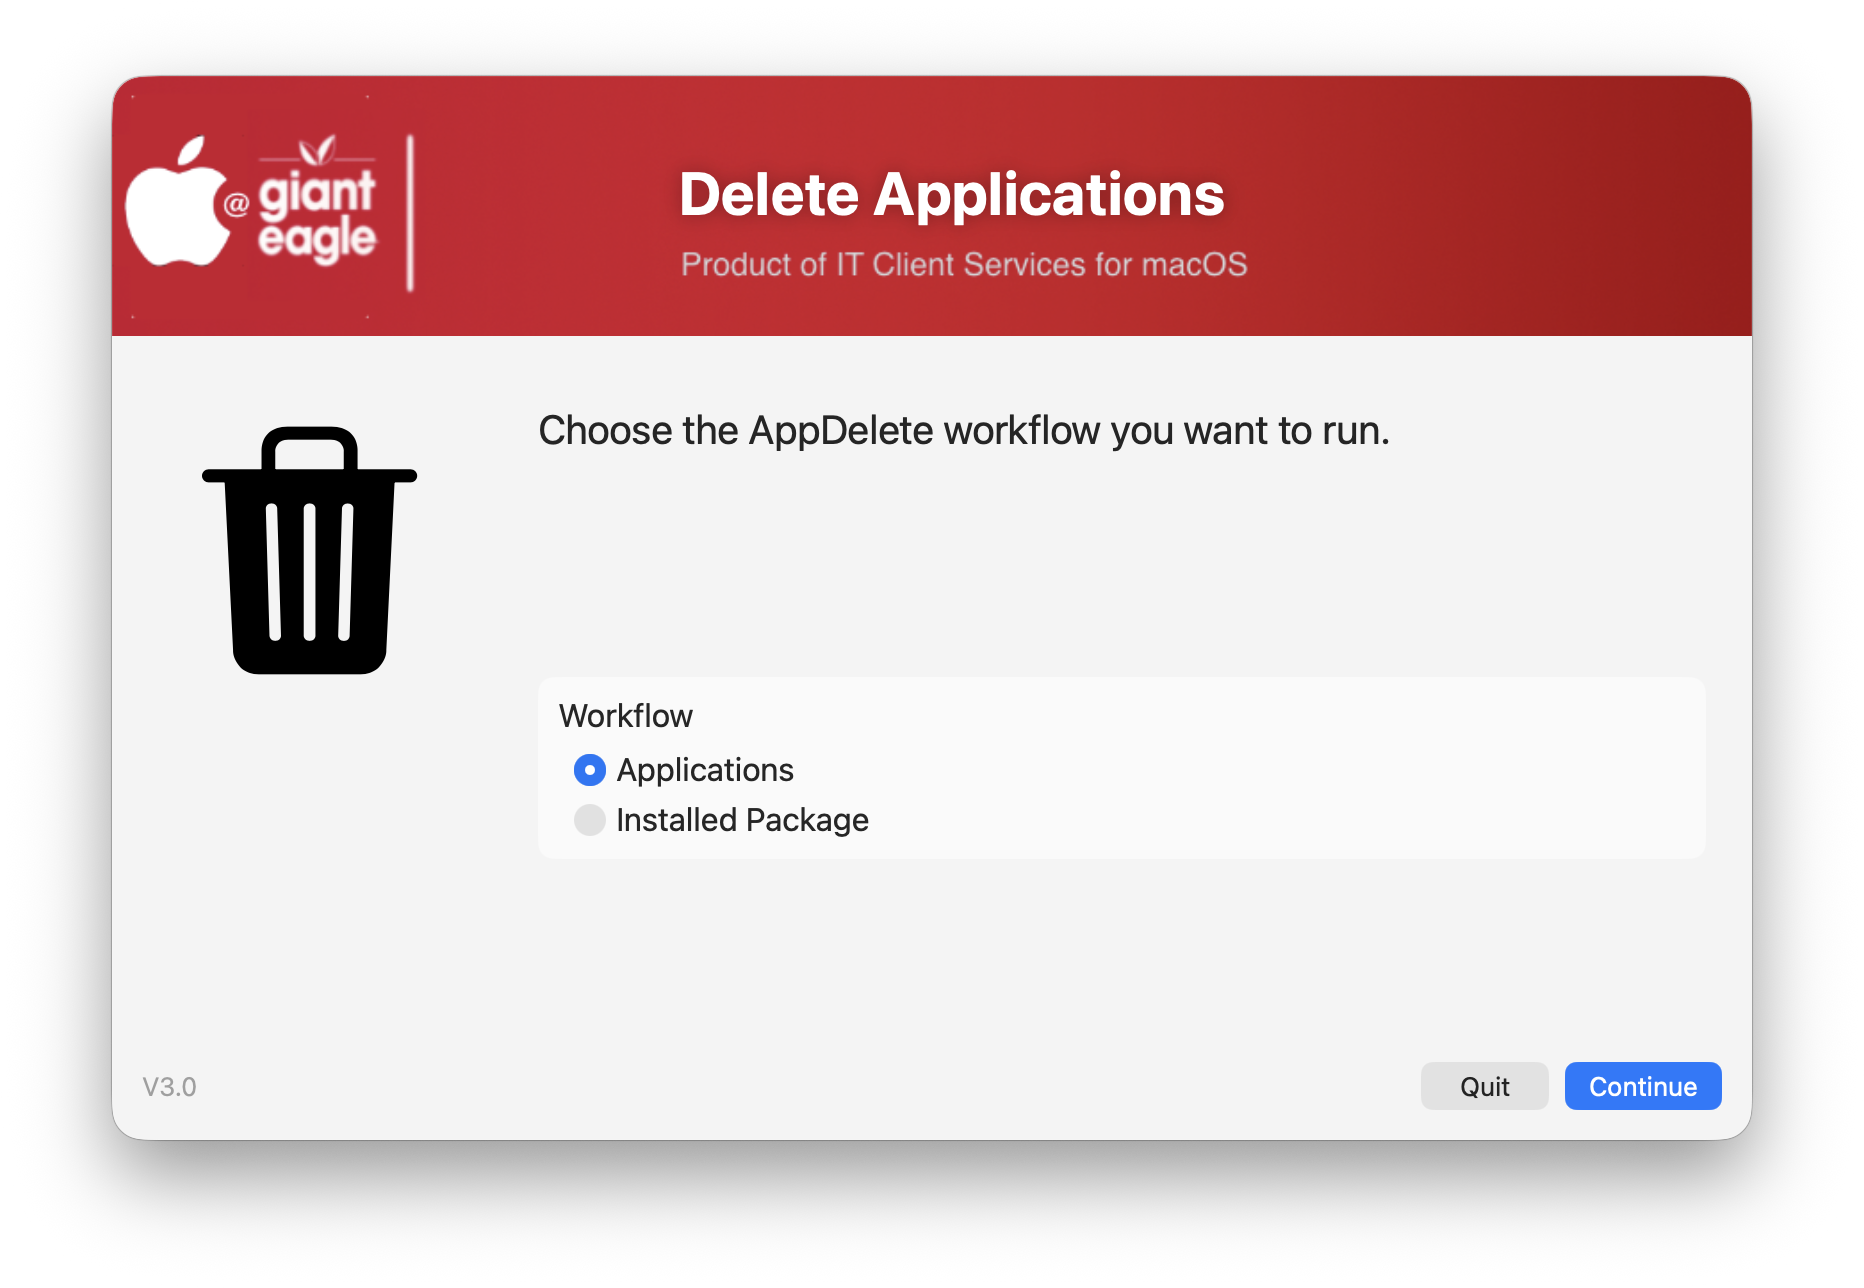 @ giant
eagle
Delete Applications
Product of IT Client Services for macOS
Choose the AppDelete workflow you want to run.
Workflow
Applications
Installed Package
V3.0
Quit
Continue